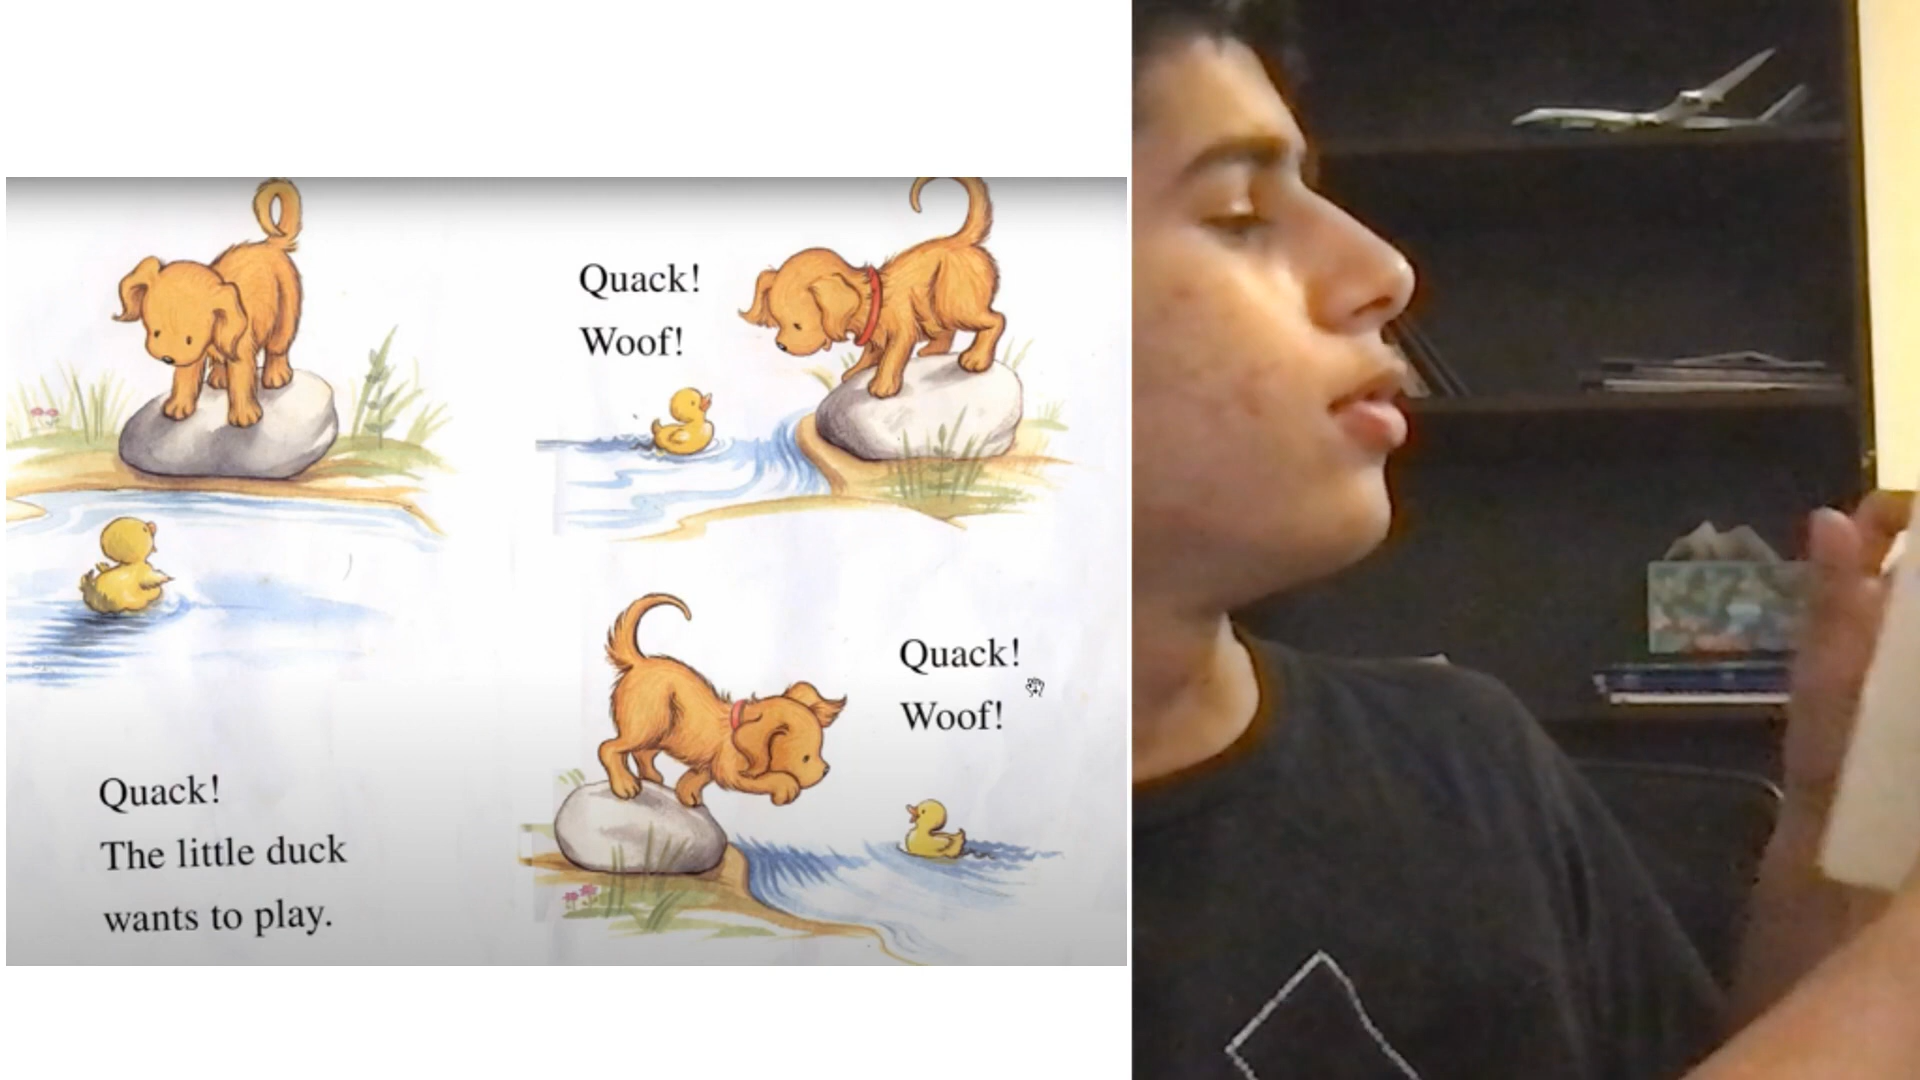 Quack!
The little duck
wants to play.
Quack!
Woof!
Quack!
Woof!